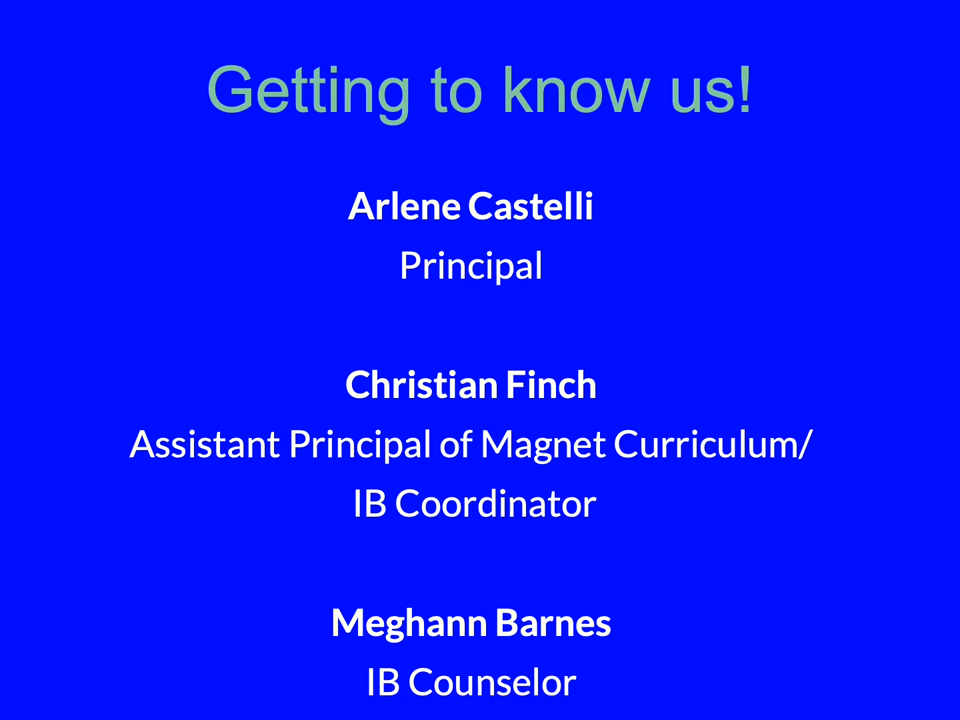 Getting to know us!
Arlene Castelli
Principal
Christian Finch
Assistant Principal of Magnet Curriculum/
IB Coordinator
Meghann Barnes
IB Counselor